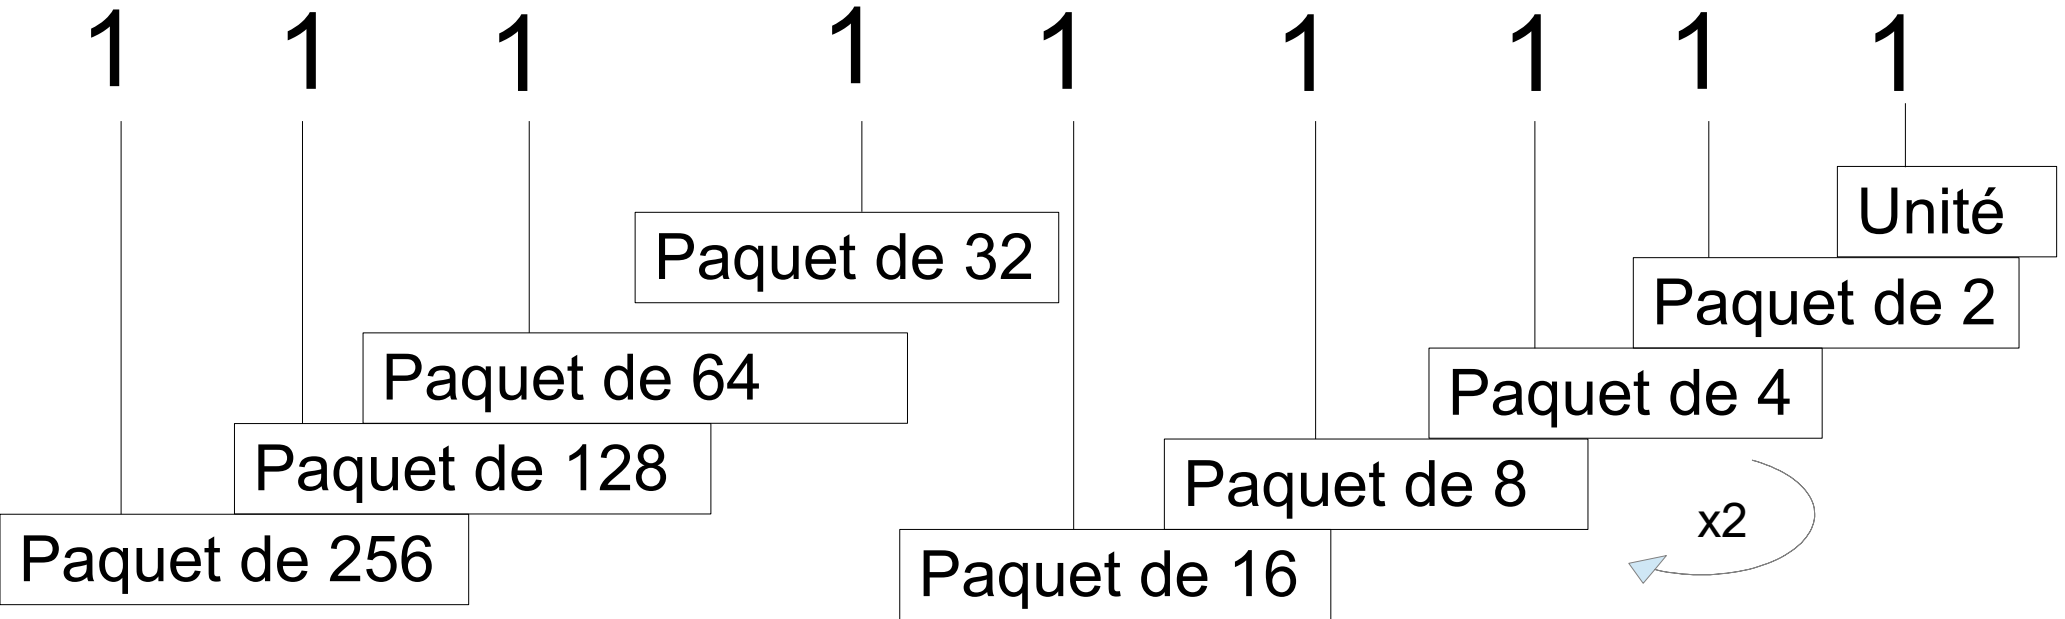 1 1 1 1 1 1 1 1 1
Unité
Paquet de 32
Paquet de 2
Paquet de 64
Paquet de 4
Paquet de 128
Paquet de 8
x2
Paquet de 256
Paquet de 16